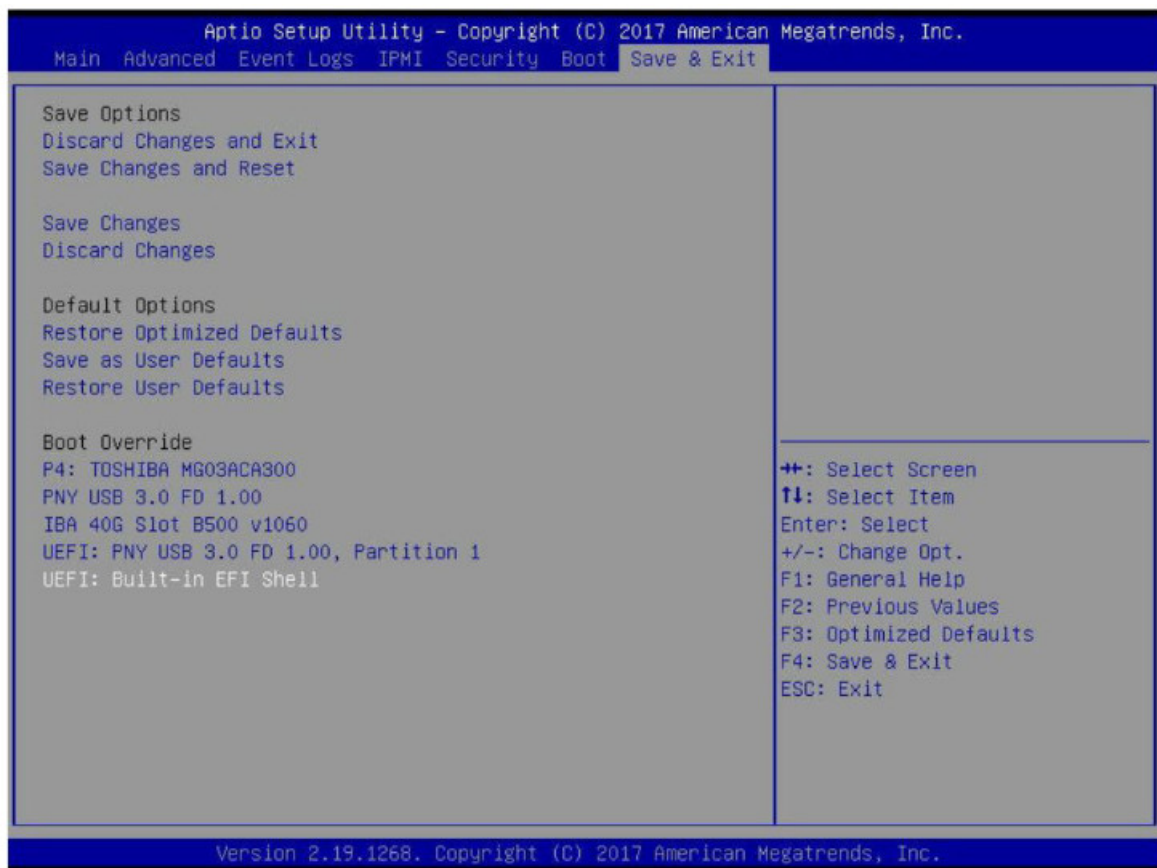 Aptio Setup Utility – Copyright (C) 2017 American Megatrends, Inc.
Main Advanced Event Logs IPMI Security Boot Save & Exit
Save Options
Discard Changes and Exit
Save Changes and Reset
Save Changes
Discard Changes
Default Options
Restore Optimized Defaults
Save as User Defaults
Restore User Defaults
Boot Override
P4: TOSHIBA MG03ACA300
PNY USB 3.0 FD 1.00
IBA 40G Slot B500 v1060
UEFI: PNY USB 3.0 FD 1.00, Partition 1
UEFI: Built-in EFI Shell
→←: Select Screen
↑↓: Select Item
Enter: Select
+/-: Change Opt.
F1: General Help
F2: Previous Values
F3: Optimized Defaults
F4: Save & Exit
ESC: Exit
Version 2.19.1268. Copyright (C) 2017 American Megatrends, Inc.